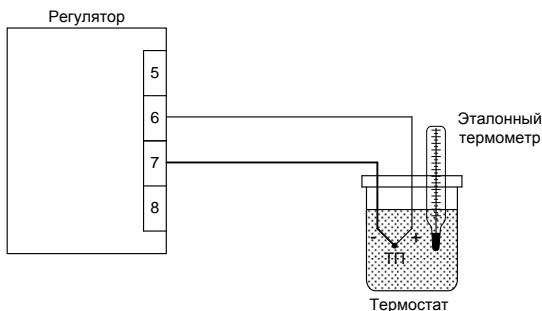 Регулятор
5
6
7
8
Эталонный
термометр
- +
ТП
Термостат